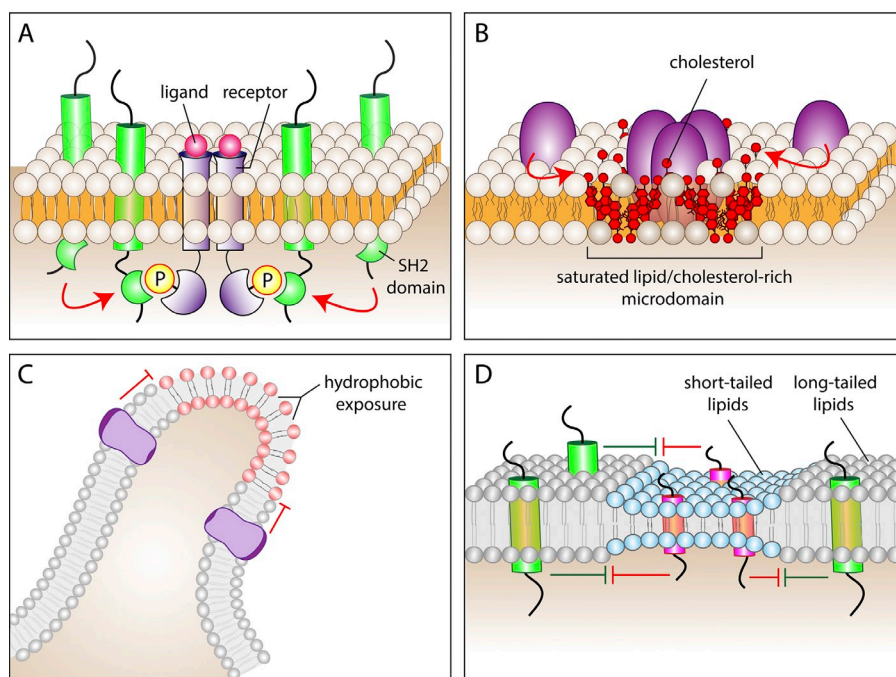 A
ligand receptor
P
P
SH2
domain
B
cholesterol
saturated lipid/cholesterol-rich
microdomain
C
hydrophobic
exposure
D
short-tailed
lipids
long-tailed
lipids